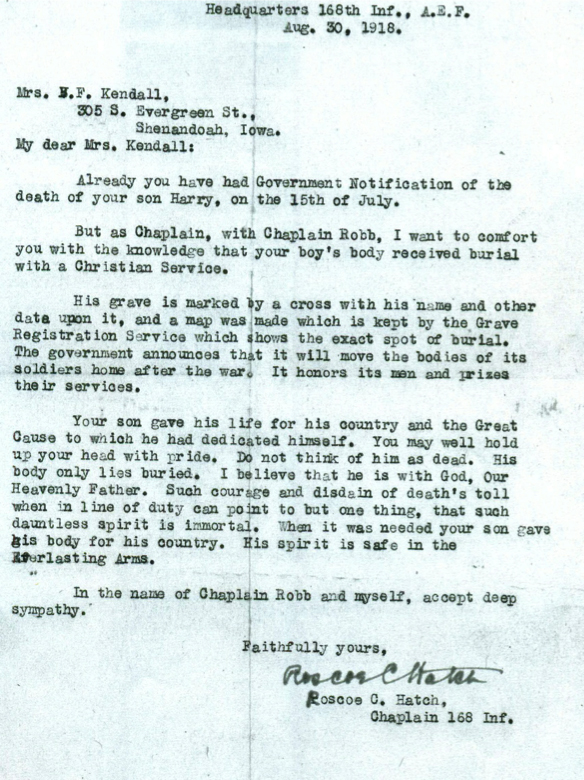 Headquarters 168th Inf., A.E.F.
Aug. 30, 1918.
Mrs. E.F. Kendall,
305 S. Evergreen St.,
Shenandoah, Iowa.
My dear Mrs. Kendall:
Already you have had Government Notification of the
death of your son Harry, on the 15th of July.
But as Chaplain, with Chaplain Robb, I want to comfort
you with the knowledge that your boy's body received burial
with a Christian Service.
His grave is marked by a cross with his name and other
data upon it, and a map was made which is kept by the Grave
Registration Service which shows the exact spot of burial.
The government announces that it will move the bodies of its
soldiers home after the war. It honors its men and prizes
their services.
Your son gave his life for his country and the Great
Cause to which he had dedicated himself. You may well hold
up your head with pride. Do not think of him as dead. His
body only lies buried. I believe that he is with God, Our
Heavenly Father. Such courage and disdain of death's toll
when in line of duty can point to but one thing, that such
dauntless spirit is immortal. When it was needed your son gave
his body for his country. His spirit is safe in the
Everlasting Arms.
In the name of Chaplain Robb and myself, accept deep
sympathy.
Faithfully yours,
Roscoe C Hatch
Roscoe C. Hatch,
Chaplain 168 Inf.